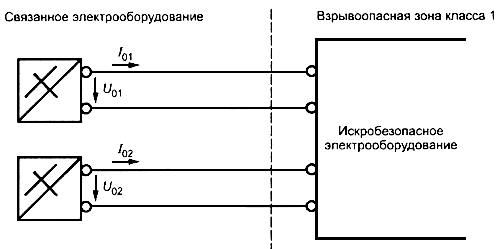 Связанное электрооборудование
Взрывоопасная зона класса 1
I01
U01
Искробезопасное
электрооборудование
I02
U02